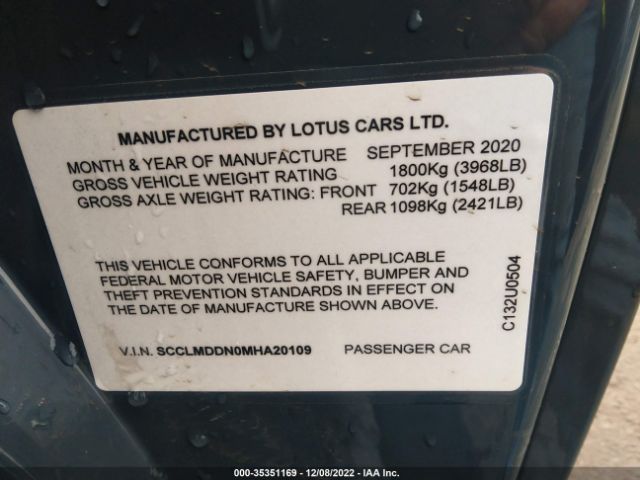 MANUFACTURED BY LOTUS CARS LTD.
MONTH & YEAR OF MANUFACTURE SEPTEMBER 2020
GROSS VEHICLE WEIGHT RATING 1800Kg (3968LB)
GROSS AXLE WEIGHT RATING: FRONT 702Kg (1548LB)
REAR 1098Kg (2421LB)
THIS VEHICLE CONFORMS TO ALL APPLICABLE
FEDERAL MOTOR VEHICLE SAFETY, BUMPER AND
THEFT PREVENTION STANDARDS IN EFFECT ON
THE DATE OF MANUFACTURE SHOWN ABOVE.
V.I.N. SCCLMDDN0MHA20109 PASSENGER CAR
C132U0504
000-35351169 - 12/08/2022 - IAA Inc.